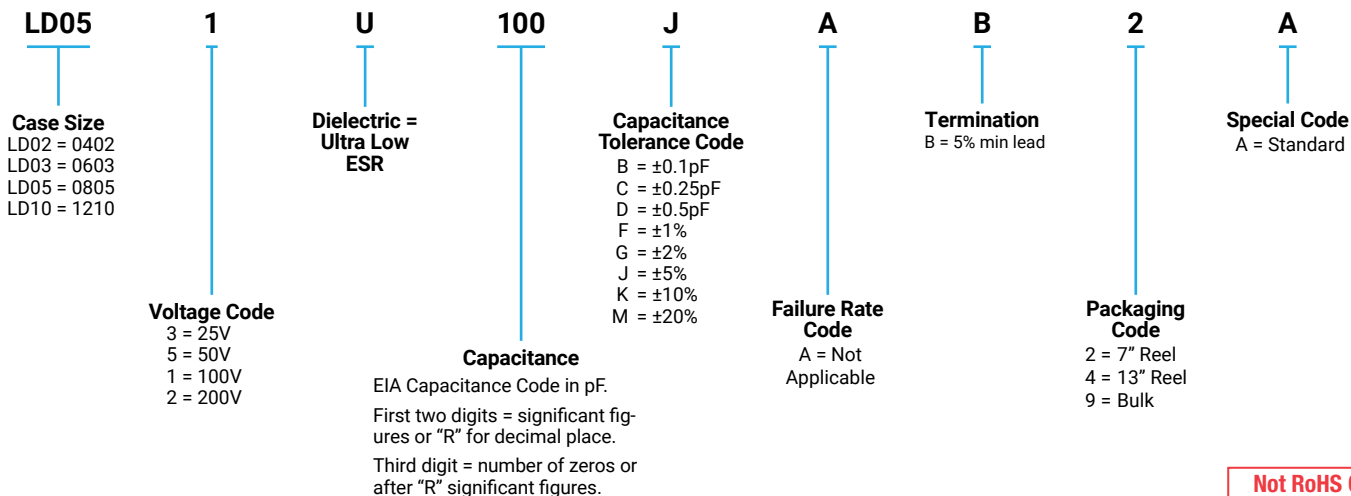 LD05 1 U 100 J A B 2 A
Case Size
LD02 = 0402
LD03 = 0603
LD05 = 0805
LD10 = 1210
Voltage Code
3 = 25V
5 = 50V
1 = 100V
2 = 200V
Dielectric =
Ultra Low
ESR
Capacitance
EIA Capacitance Code in pF.
First two digits = significant fig-
ures or “R” for decimal place.
Third digit = number of zeros or
after “R” significant figures.
Capacitance
Tolerance Code
B = ±0.1pF
C = ±0.25pF
D = ±0.5pF
F = ±1%
G = ±2%
J = ±5%
K = ±10%
M = ±20%
Failure Rate
Code
A = Not
Applicable
Termination
B = 5% min lead
Packaging
Code
2 = 7” Reel
4 = 13” Reel
9 = Bulk
Special Code
A = Standard
Not RoHS